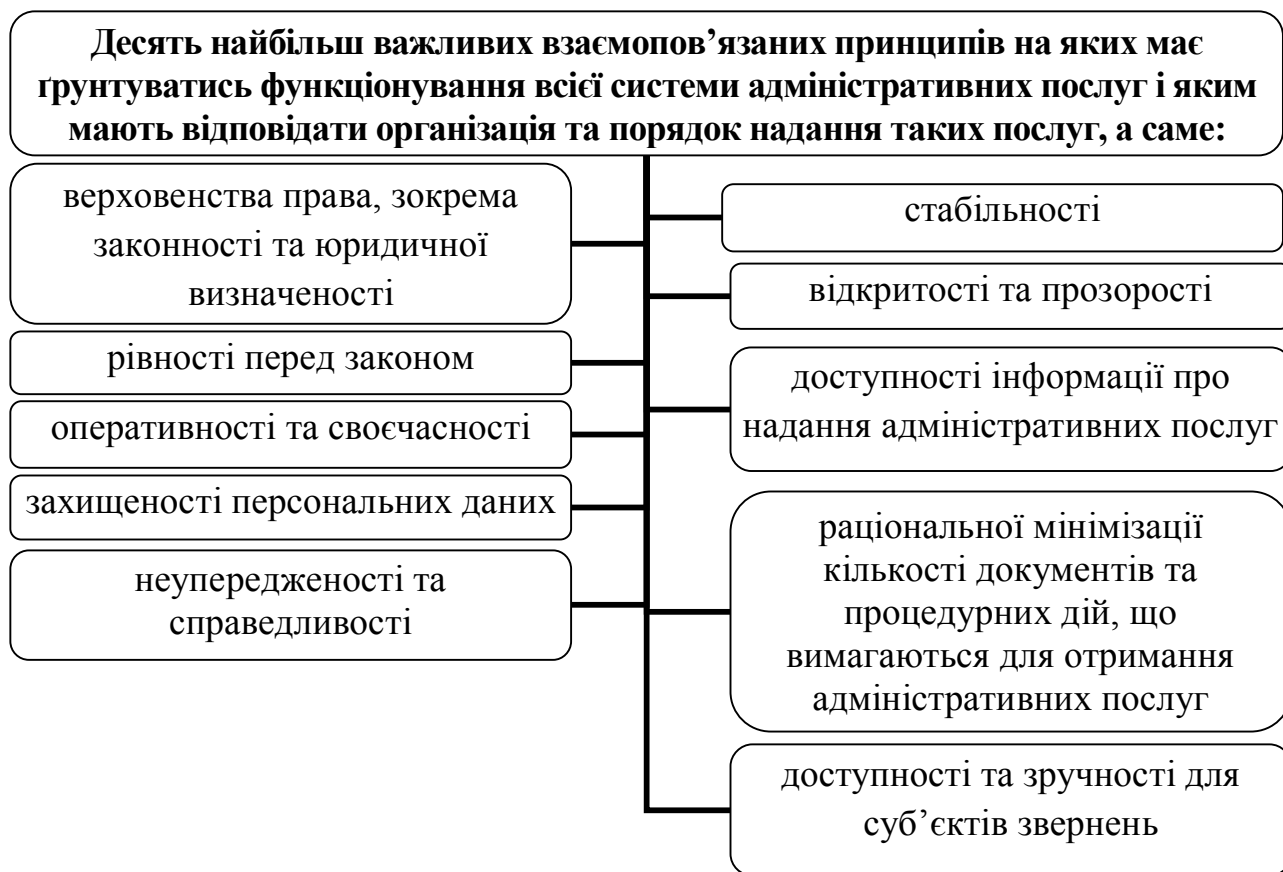 Десять найбільш важливих взаємопов’язаних принципів на яких має
ґрунтуватись функціонування всієї системи адміністративних послуг і яким
мають відповідати організація та порядок надання таких послуг, а саме:
верховенства права, зокрема
законності та юридичної
визначеності
рівності перед законом
оперативності та своєчасності
захищеності персональних даних
неупередженості та
справедливості
стабільності
відкритості та прозорості
доступності інформації про
надання адміністративних послуг
раціональної мінімізації
кількості документів та
процедурних дій, що
вимагаються для отримання
адміністративних послуг
доступності та зручності для
суб’єктів звернень